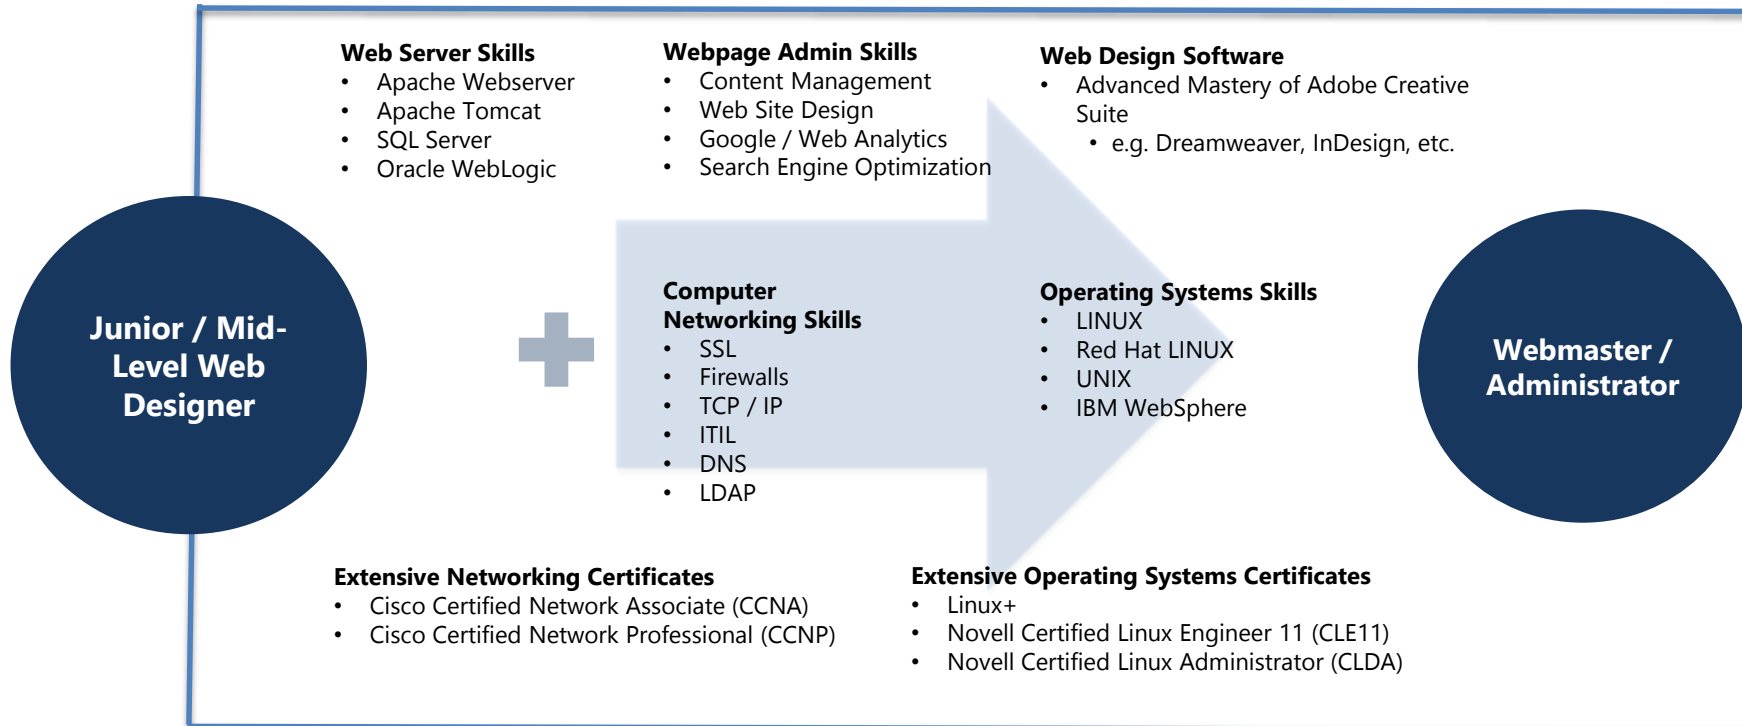 Web Server Skills
• Apache Webserver
• Apache Tomcat
• SQL Server
• Oracle WebLogic
Webpage Admin Skills
• Content Management
• Web Site Design
• Google / Web Analytics
• Search Engine Optimization
Web Design Software
• Advanced Mastery of Adobe Creative
Suite
• e.g. Dreamweaver, InDesign, etc.
Junior / Mid-
Level Web
Designer
Computer
Networking Skills
• SSL
• Firewalls
• TCP / IP
• ITIL
• DNS
• LDAP
Operating Systems Skills
• LINUX
• Red Hat LINUX
• UNIX
• IBM WebSphere
Webmaster /
Administrator
Extensive Networking Certificates
• Cisco Certified Network Associate (CCNA)
• Cisco Certified Network Professional (CCNP)
Extensive Operating Systems Certificates
• Linux+
• Novell Certified Linux Engineer 11 (CLE11)
• Novell Certified Linux Administrator (CLDA)